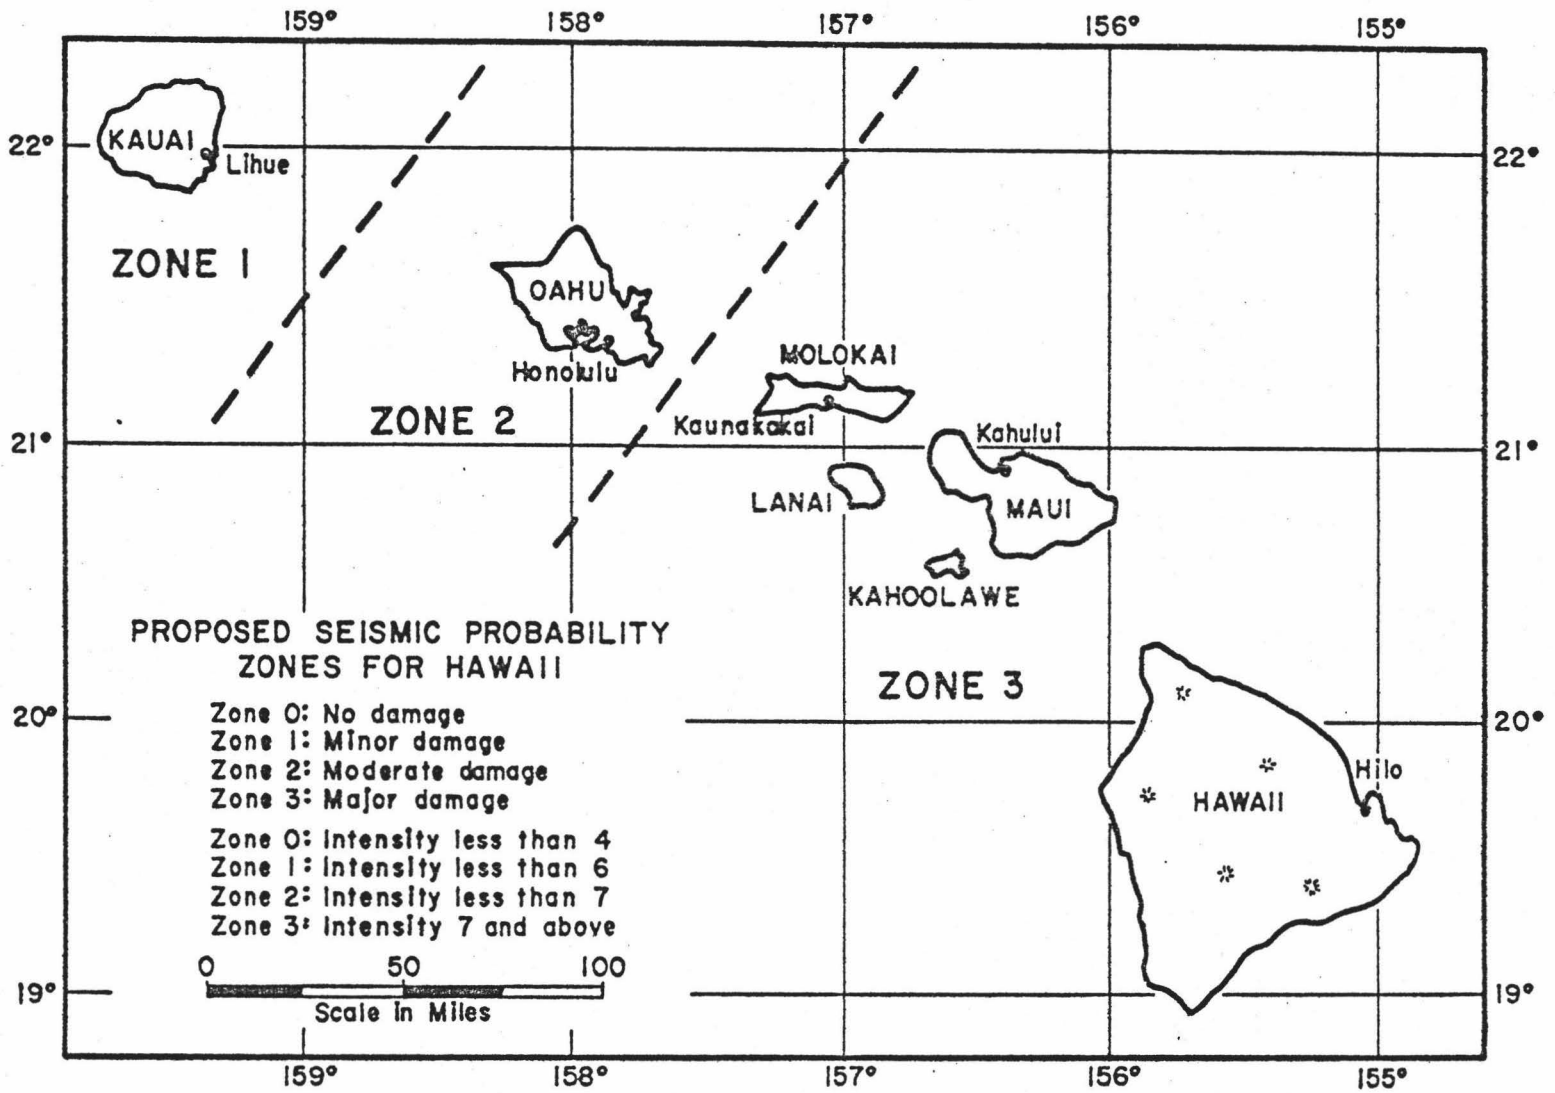 159° 158° 157° 156° 155°
KAUAI
22° 22°
Lihue
ZONE 1
OAHU
Honolulu
MOLOKAI
ZONE 2
Kaunakakai
Kahului
21° 21°
LANAI
MAUI
KAHOOLAWE
PROPOSED SEISMIC PROBABILITY
ZONES FOR HAWAII
ZONE 3
Zone 0: No damage
20° 20°
Zone 1: Minor damage
Zone 2: Moderate damage
Hilo
Zone 3: Major damage
HAWAII
Zone 0: Intensity less than 4
Zone 1: Intensity less than 6
Zone 2: Intensity less than 7
Zone 3: Intensity 7 and above
0 50 100
19° 19°
Scale in Miles
159° 158° 157° 156° 155°